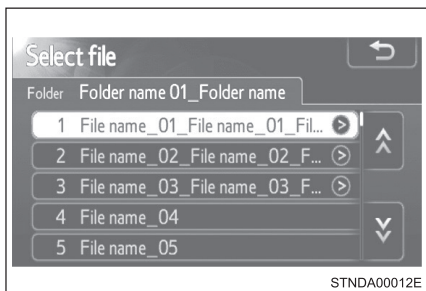 Select file
Folder Folder name 01_Folder name
1 File name_01_File name_01_Fil...
2 File name_02_File name_02_F...
3 File name_03_File name_03_F...
4 File name_04
5 File name_05
STNDA00012E